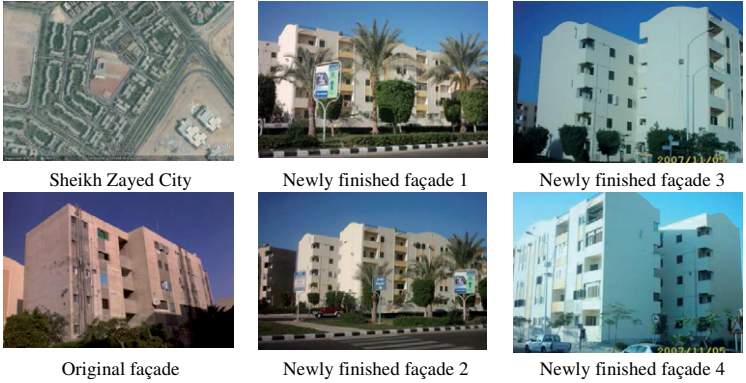 Sheikh Zayed City
Newly finished façade 1
Newly finished façade 3
2007/11/05
Original façade
Newly finished façade 2
Newly finished façade 4
2007/11/05